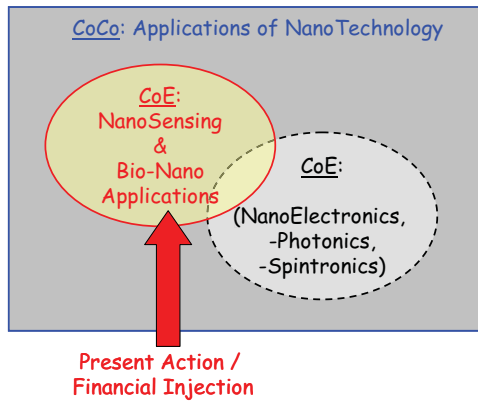 CoCo: Applications of NanoTechnology
CoE:
NanoSensing
&
Bio-Nano
Applications
CoE:
(NanoElectronics,
-Photonics,
-Spintronics)
Present Action /
Financial Injection